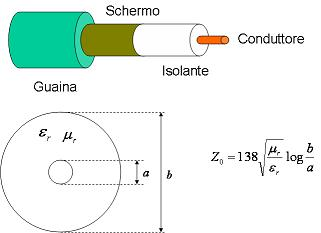 Schermo
Conduttore
Isolante
Guaina
εr μr
a
b
Z0 = 138 √(μr/εr) log b/a